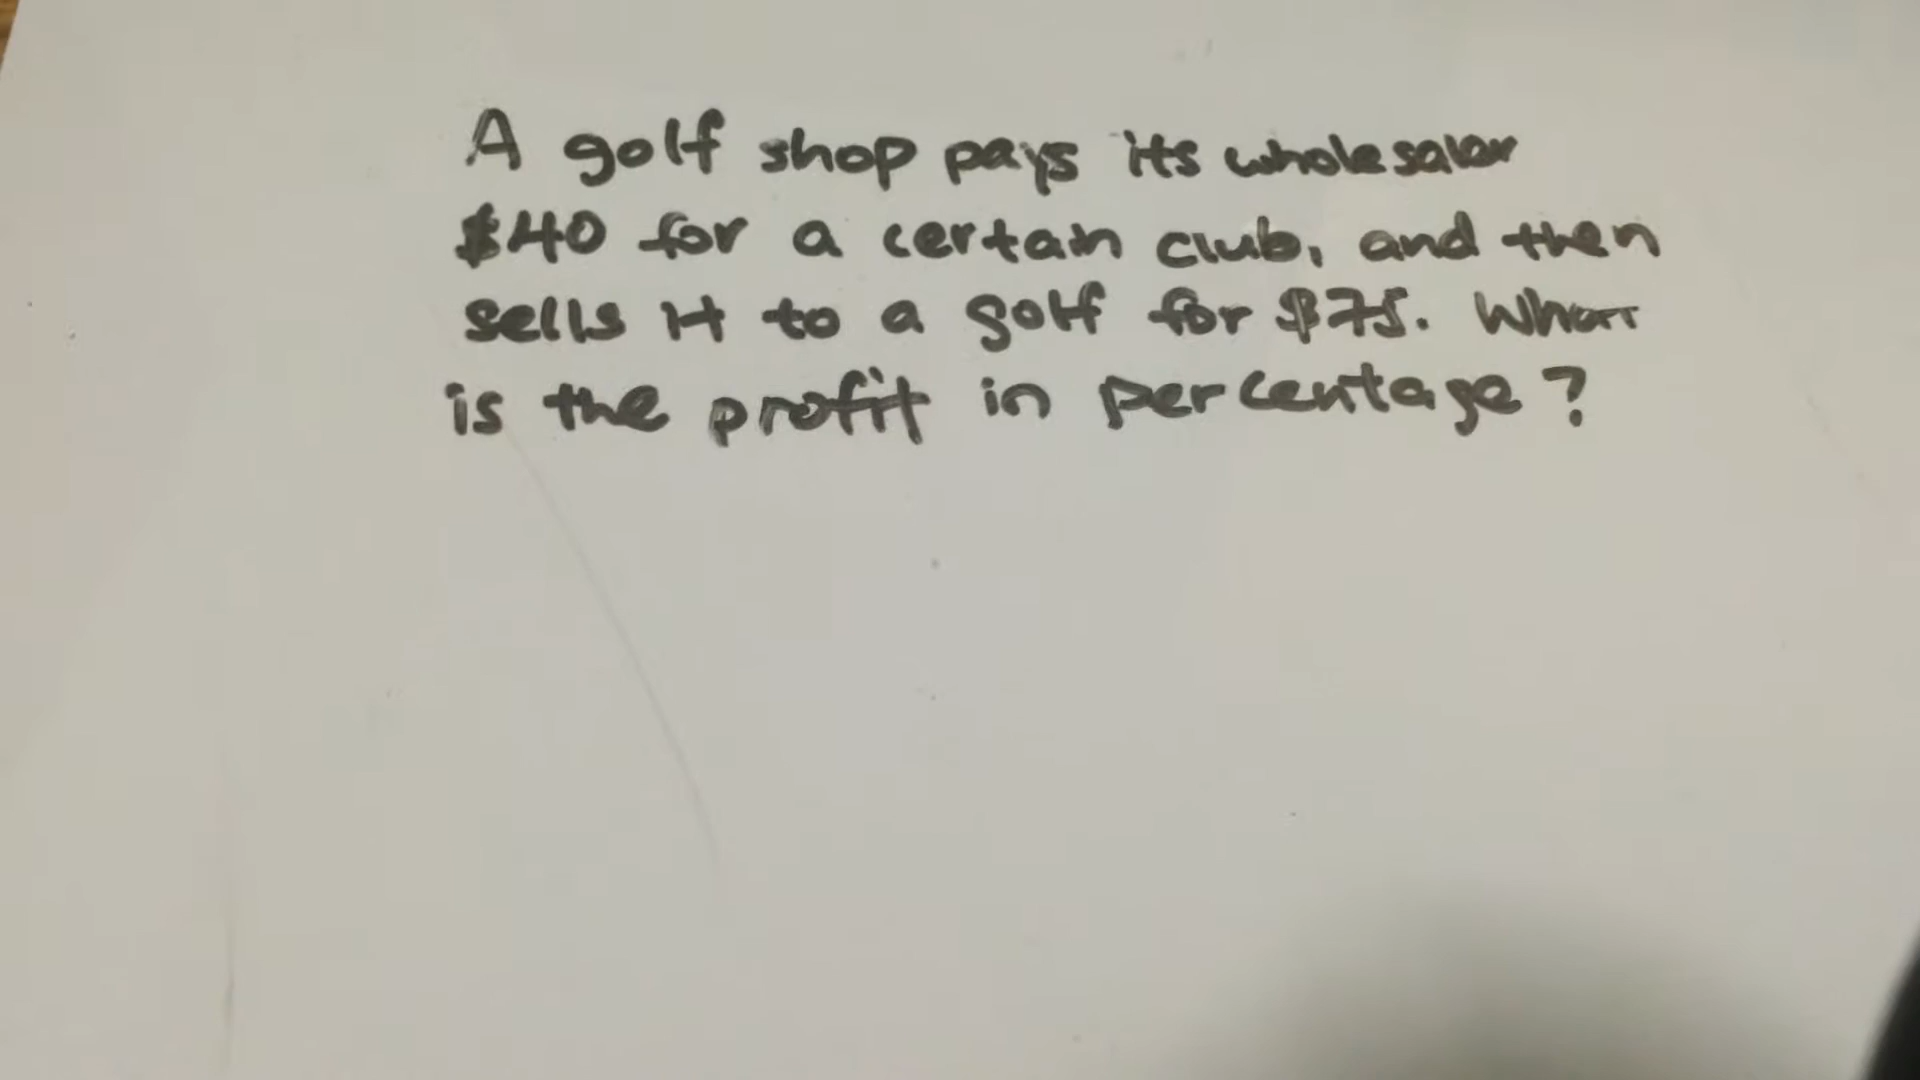 A golf shop pays its wholesaler
$40 for a certain club, and then
sells it to a golf for $75. What
is the profit in percentage?